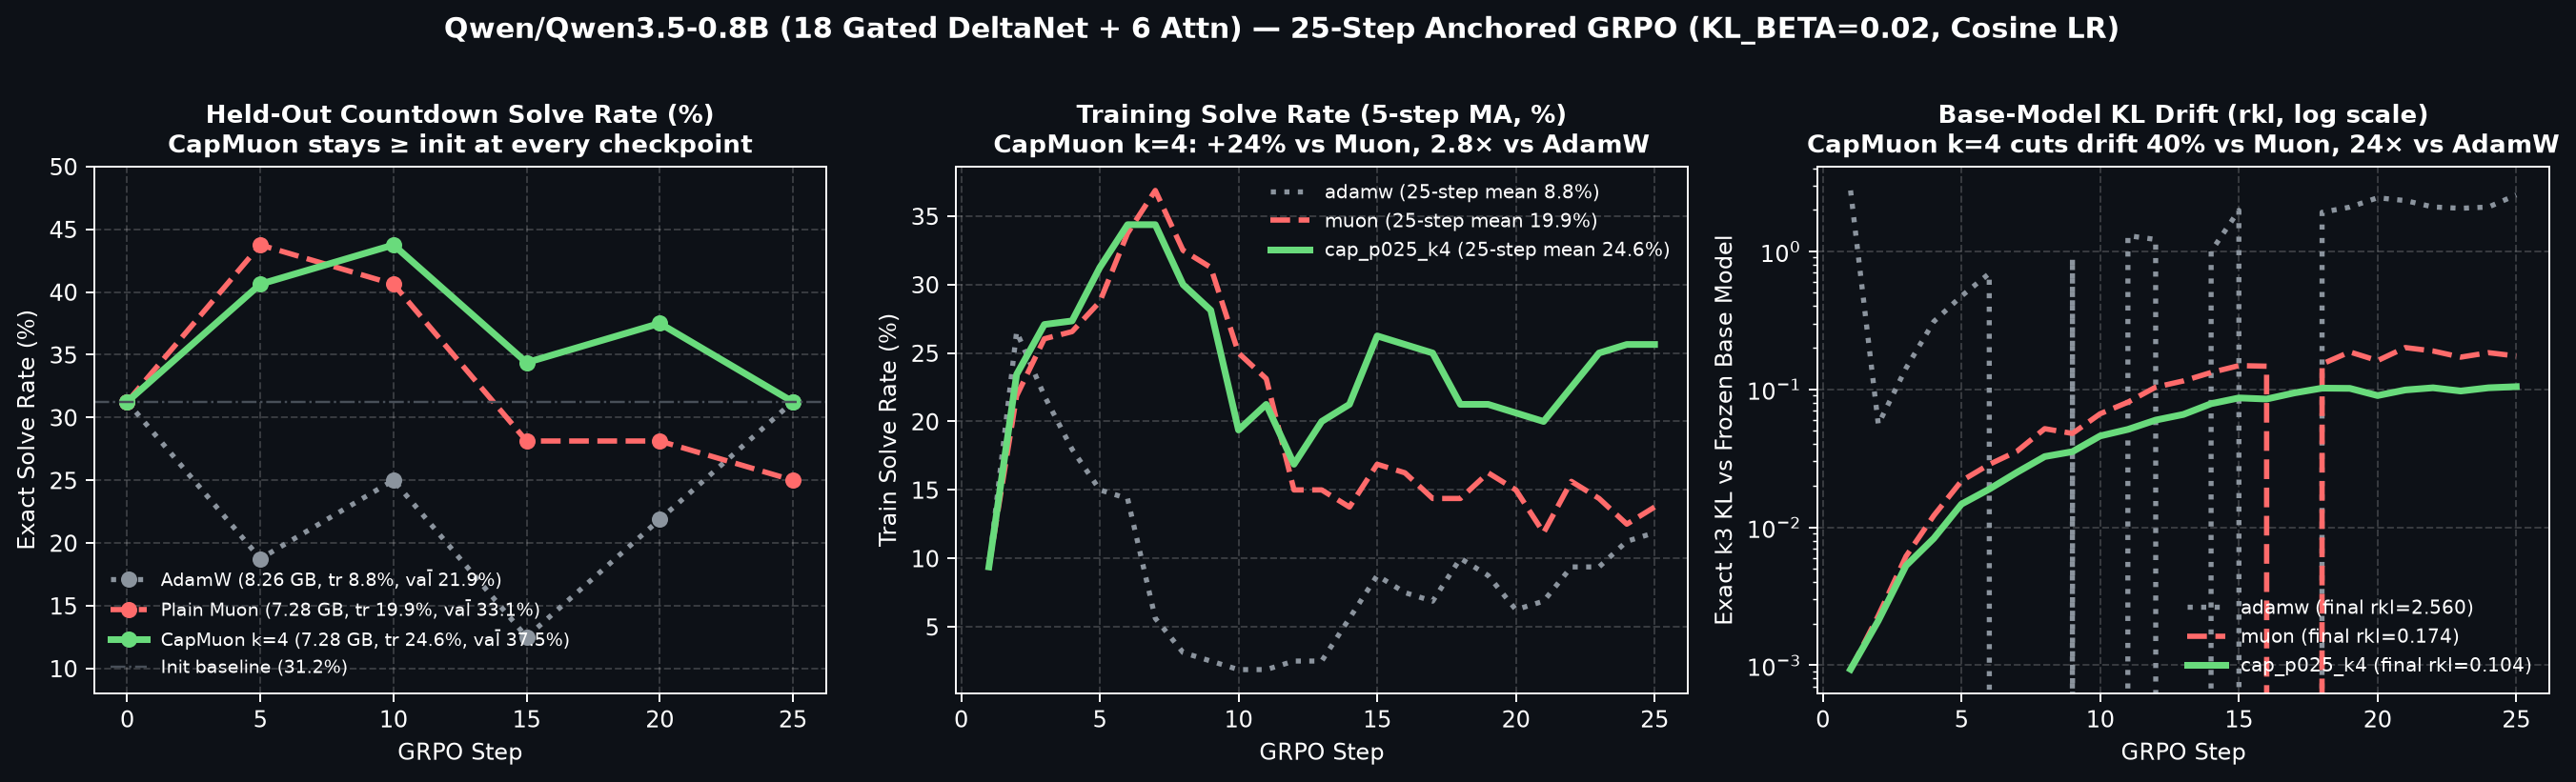 Qwen/Qwen3.5-0.8B (18 Gated DeltaNet + 6 Attn) — 25-Step Anchored GRPO (KL_BETA=0.02, Cosine LR)
Held-Out Countdown Solve Rate (%)
CapMuon stays ≥ init at every checkpoint
Exact Solve Rate (%)
50
45
40
35
30
25
20
15
10
AdamW (8.26 GB, tr 8.8%, val̄ 21.9%)
Plain Muon (7.28 GB, tr 19.9%, val̄ 33.1%)
CapMuon k=4 (7.28 GB, tr 24.6%, val̄ 37.5%)
Init baseline (31.2%)
0 5 10 15 20 25
GRPO Step
Training Solve Rate (5-step MA, %)
CapMuon k=4: +24% vs Muon, 2.8× vs AdamW
Train Solve Rate (%)
35
30
25
20
15
10
5
adamw (25-step mean 8.8%)
muon (25-step mean 19.9%)
cap_p025_k4 (25-step mean 24.6%)
0 5 10 15 20 25
GRPO Step
Base-Model KL Drift (rkl, log scale)
CapMuon k=4 cuts drift 40% vs Muon, 24× vs AdamW
Exact k3 KL vs Frozen Base Model
10⁰
10⁻¹
10⁻²
10⁻³
adamw (final rkl=2.560)
muon (final rkl=0.174)
cap_p025_k4 (final rkl=0.104)
0 5 10 15 20 25
GRPO Step